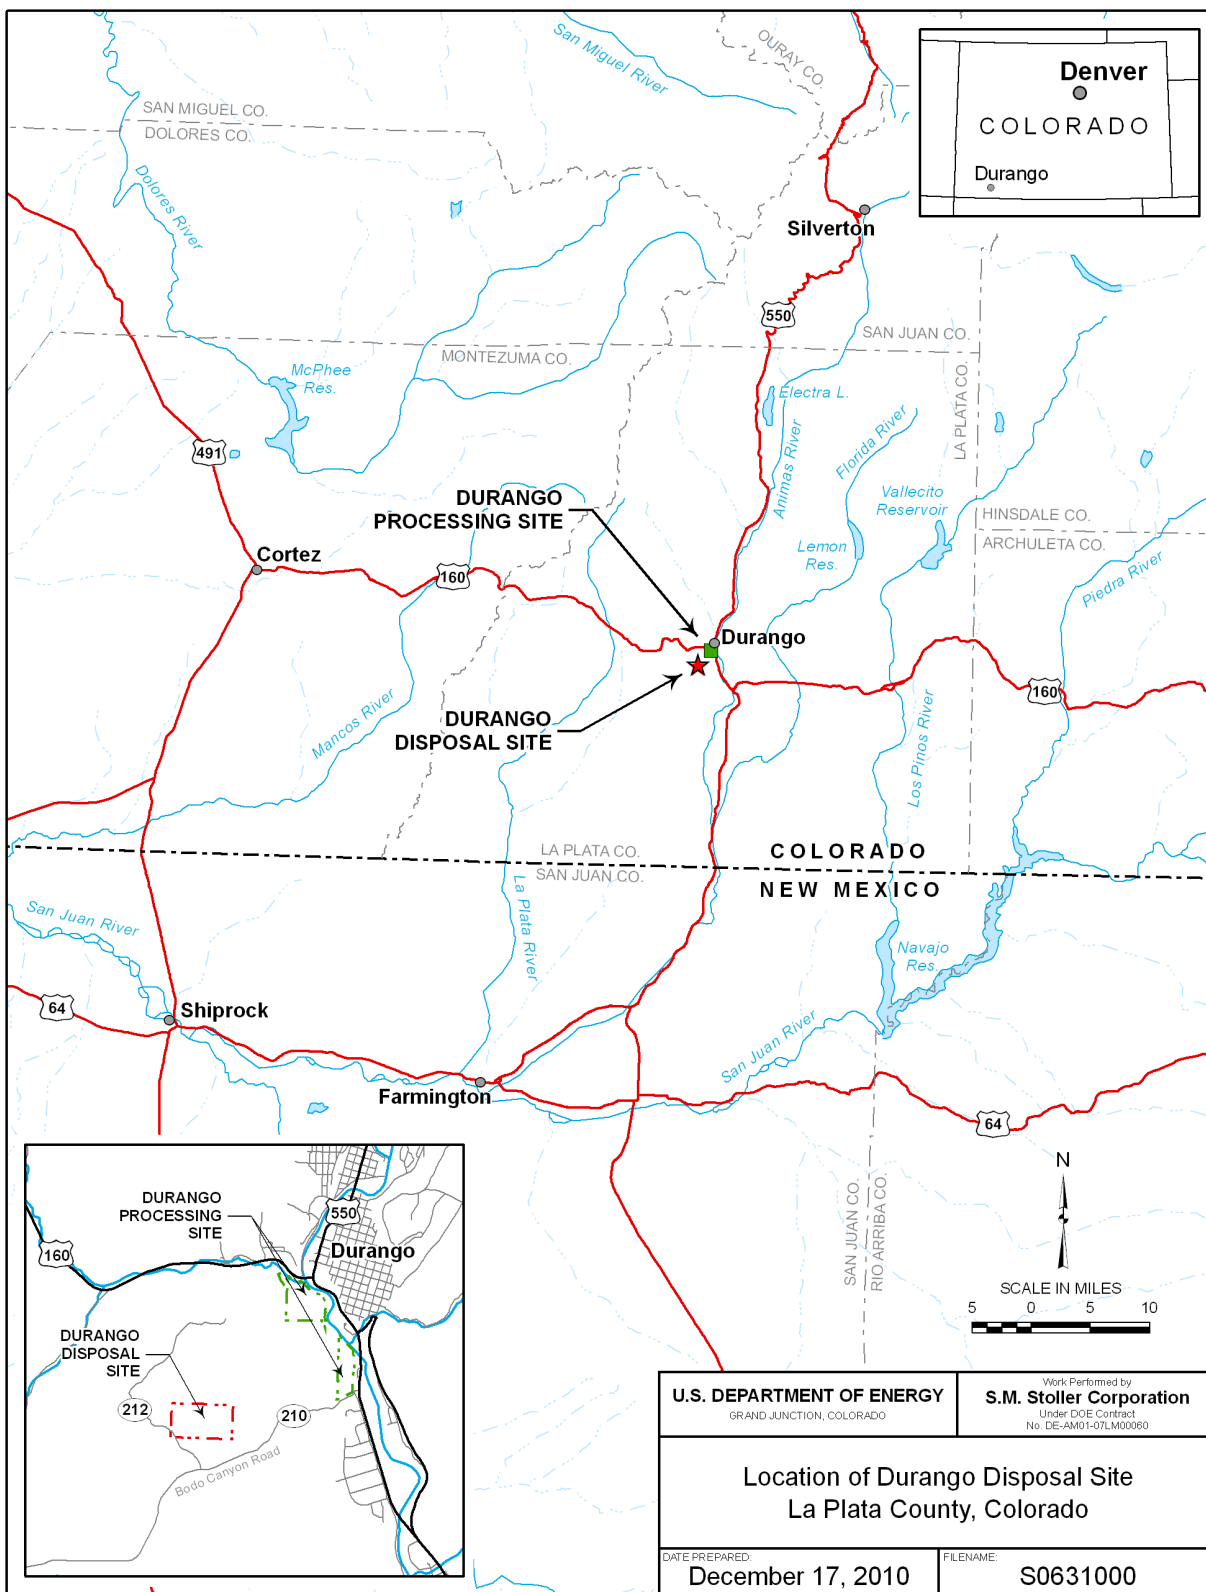 San Miguel River
OURAY CO.
SAN MIGUEL CO.
DOLORES CO.
Dolores River
Denver
COLORADO
Durango
Silverton
550
SAN JUAN CO.
MONTEZUMA CO.
LA PLATA CO.
McPhee
Res.
Electra L.
Animas River
Florida River
491
Vallecito
Reservoir
DURANGO
PROCESSING SITE
HINSDALE CO.
ARCHULETA CO.
Lemon
Res.
Cortez
160
Piedra River
Durango
160
Mancos River
DURANGO
DISPOSAL SITE
Los Pinos River
LA PLATA CO.
SAN JUAN CO.
COLORADO
NEW MEXICO
La Plata River
San Juan River
Navajo
Res.
64
Shiprock
San Juan River
Farmington
64
SAN JUAN CO.
RIO ARRIBA CO.
N
SCALE IN MILES
5 0 5 10
DURANGO
PROCESSING
SITE
550
160
Durango
DURANGO
DISPOSAL
SITE
212
210
Bodo Canyon Road
U.S. DEPARTMENT OF ENERGY
GRAND JUNCTION, COLORADO
Work Performed by
S.M. Stoller Corporation
Under DOE Contract
No. DE-AM01-07LM00060
Location of Durango Disposal Site
La Plata County, Colorado
DATE PREPARED:
December 17, 2010
FILENAME:
S0631000